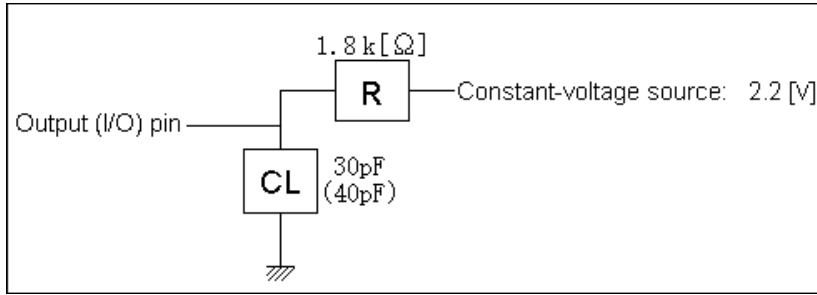 1.8k[Ω]
R
Constant-voltage source: 2.2 [V]
Output (I/O) pin
CL
30pF
(40pF)